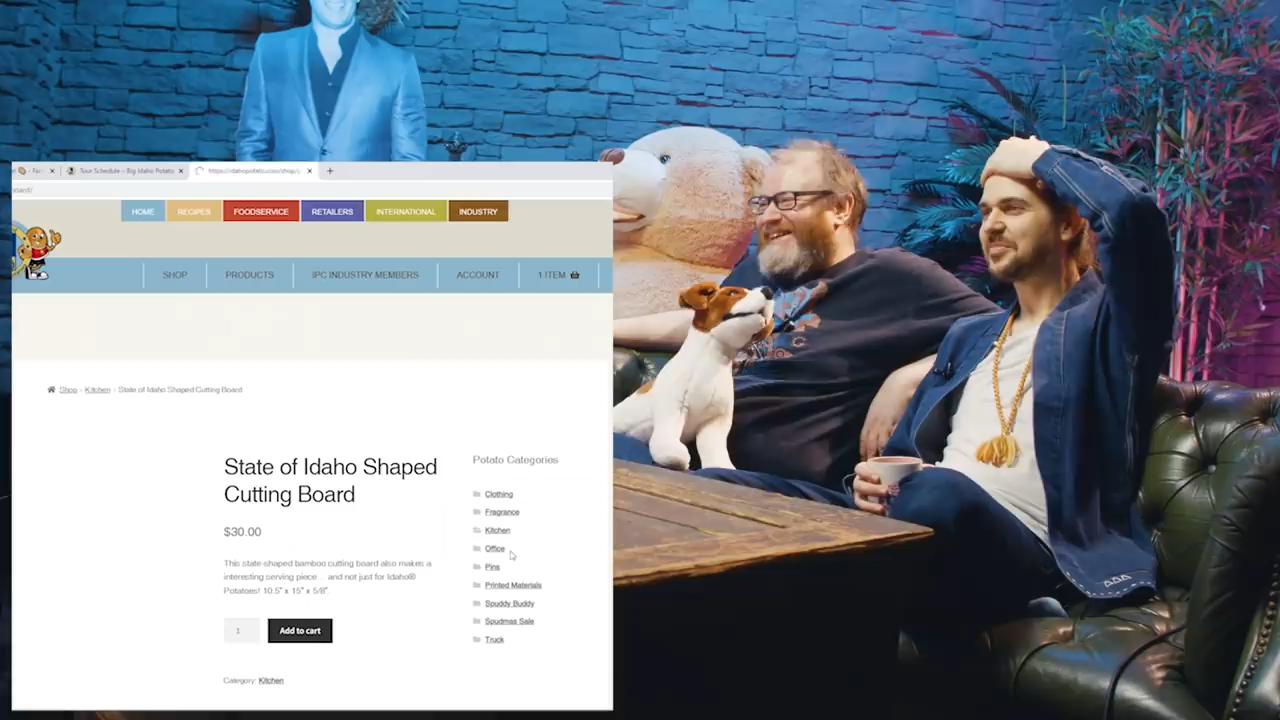 Tour Schedule – Big Idaho Potato
https://idahopotato.com/shop/
HOME
RECIPES
FOODSERVICE
RETAILERS
INTERNATIONAL
INDUSTRY
SHOP
PRODUCTS
IPC INDUSTRY MEMBERS
ACCOUNT
1 ITEM
Shop
Kitchen
State of Idaho Shaped Cutting Board
State of Idaho Shaped
Cutting Board
$30.00
This state-shaped bamboo cutting board also makes a
interesting serving piece… and not just for Idaho®
Potatoes! 10.5" x 15" x 5/8".
1
Add to cart
Category: Kitchen
Potato Categories
Clothing
Fragrance
Kitchen
Office
Pins
Printed Materials
Spuddy Buddy
Spudmas Sale
Truck